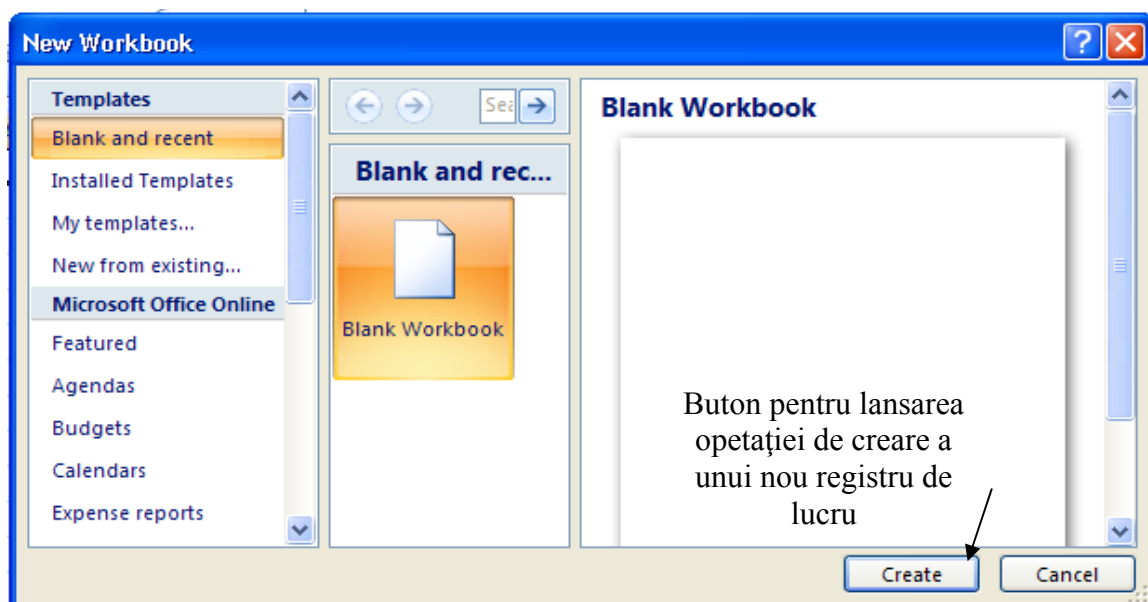 New Workbook
Templates
Blank and recent
Installed Templates
My templates...
New from existing...
Microsoft Office Online
Featured
Agendas
Budgets
Calendars
Expense reports
Blank and rec...
Blank Workbook
Blank Workbook
Buton pentru lansarea
opetaţiei de creare a
unui nou registru de
lucru
Create
Cancel